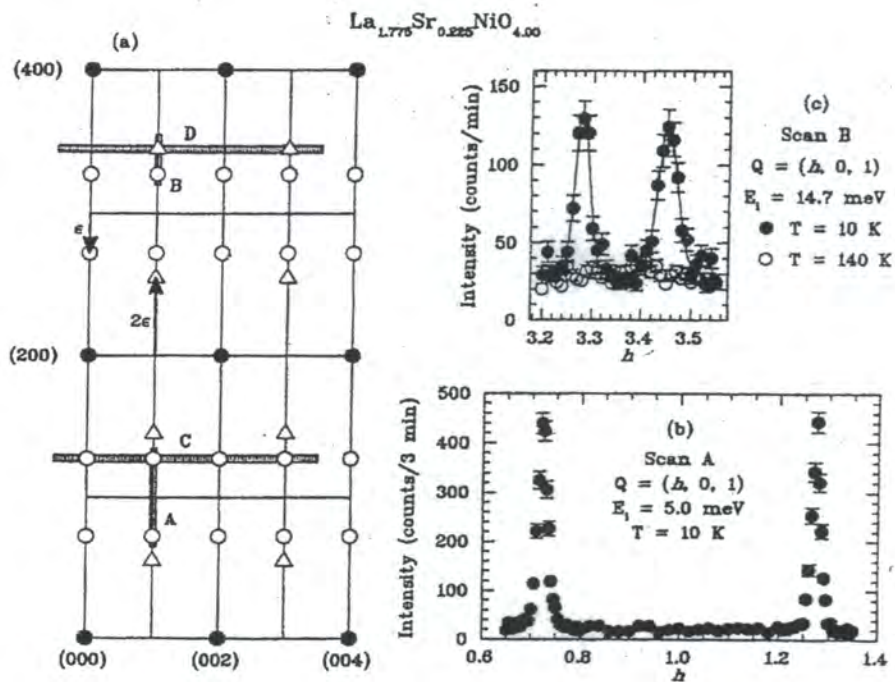 La1.775Sr0.225NiO4.00
(a)
(400)
D
B
ε
2ε
(200)
C
A
(000) (002) (004)
Intensity (counts/min)
150
100
50
0
3.2 3.3 3.4 3.5
h
(c)
Scan B
Q = (h, 0, 1)
Ei = 14.7 meV
T = 10 K
T = 140 K
Intensity (counts/3 min)
500
400
300
200
100
0
0.6 0.8 1.0 1.2 1.4
h
(b)
Scan A
Q = (h, 0, 1)
Ei = 5.0 meV
T = 10 K